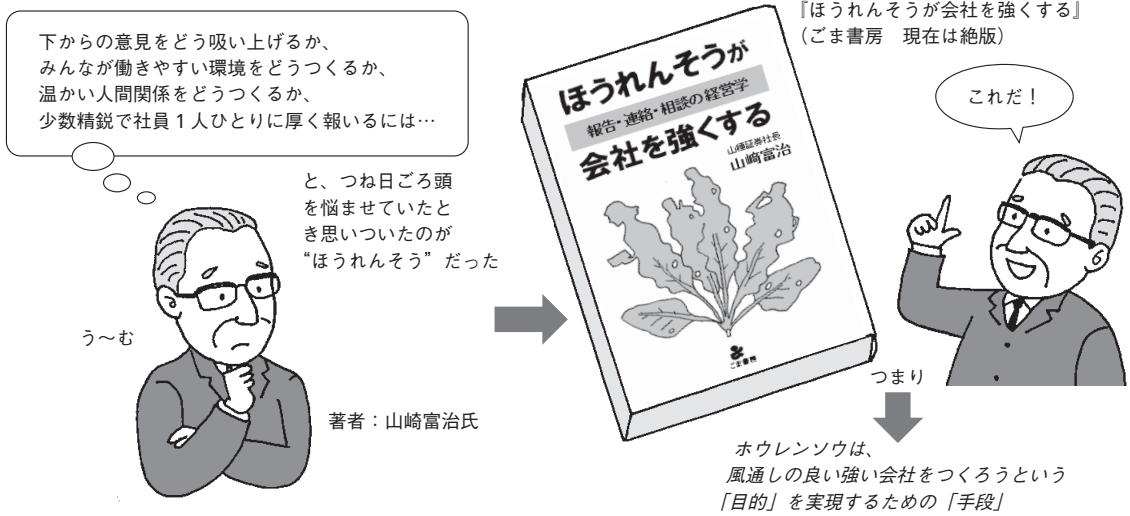 下からの意見をどう吸い上げるか、
みんなが働きやすい環境をどうつくるか、
温かい人間関係をどうつくるか、
少数精鋭で社員1人ひとりに厚く報いるには…
と、つね日ごろ頭
を悩ませていたと
き思いついたのが
“ほうれんそう”だった
う〜む
著者：山崎富治氏
『ほうれんそうが会社を強くする』
（ごま書房　現在は絶版）
ほうれんそうが
報告・連絡・相談の経営学
会社を強くする
山種証券社長
山崎富治
ごま書房
これだ！
つまり
ホウレンソウは、
風通しの良い強い会社をつくろうという
「目的」を実現するための「手段」